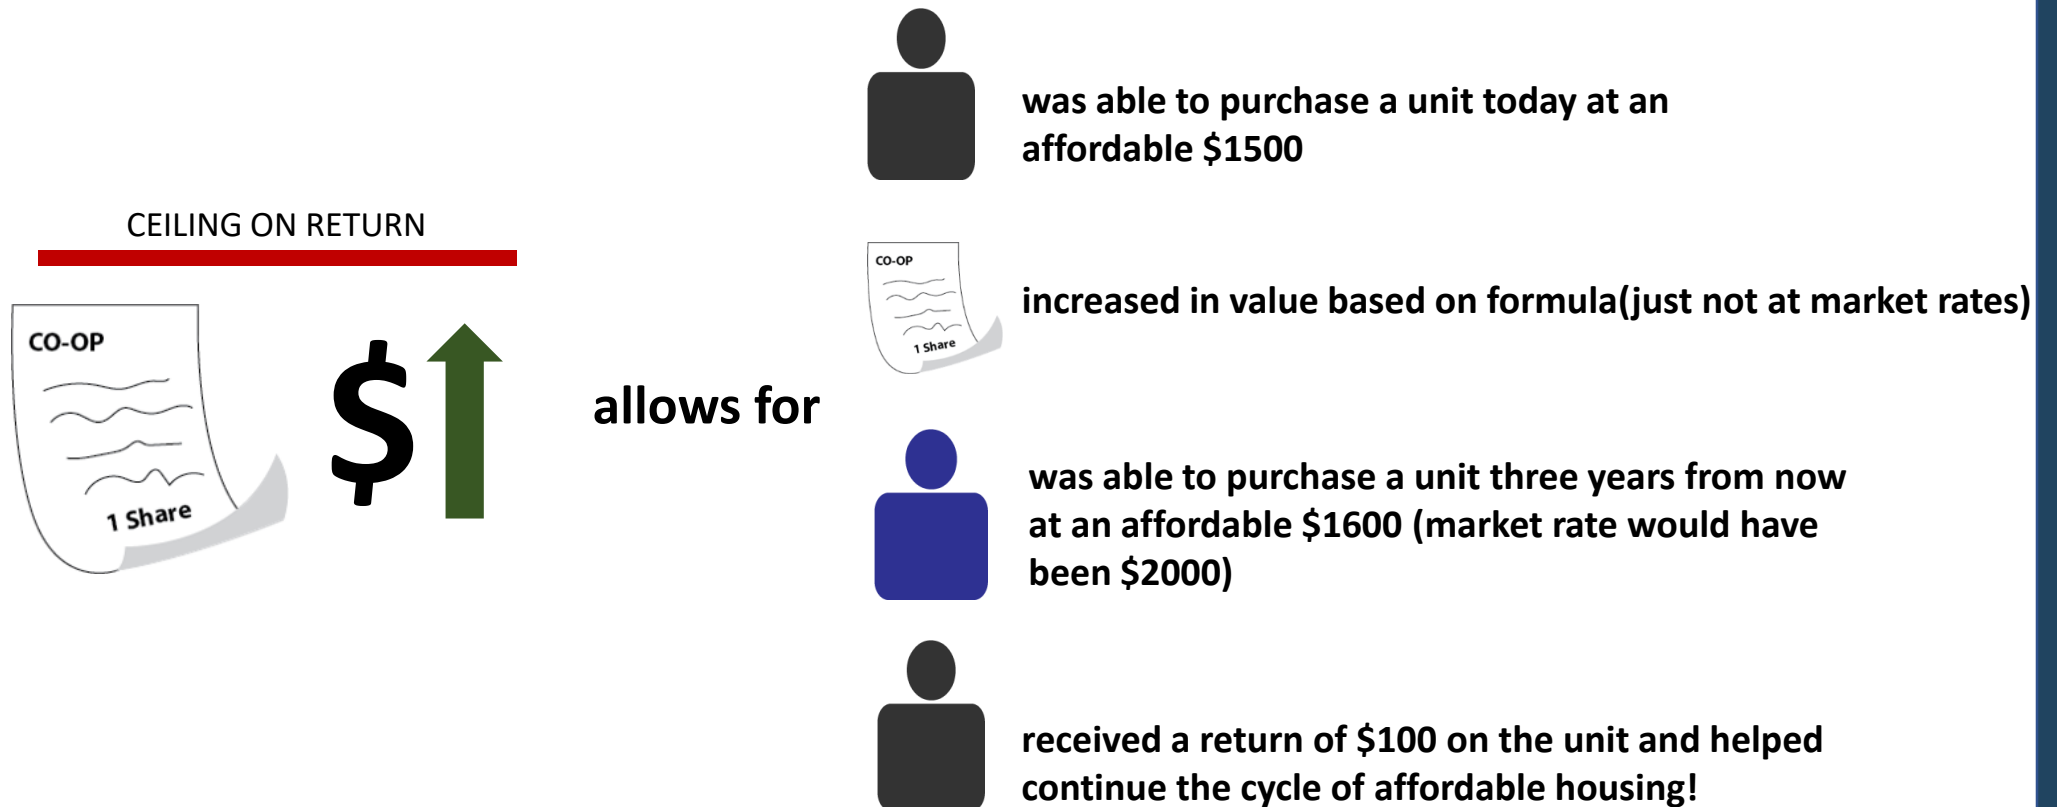 CEILING ON RETURN
CO-OP
1 Share
$
allows for
was able to purchase a unit today at an
affordable $1500
CO-OP
1 Share
increased in value based on formula(just not at market rates)
was able to purchase a unit three years from now
at an affordable $1600 (market rate would have
been $2000)
received a return of $100 on the unit and helped
continue the cycle of affordable housing!